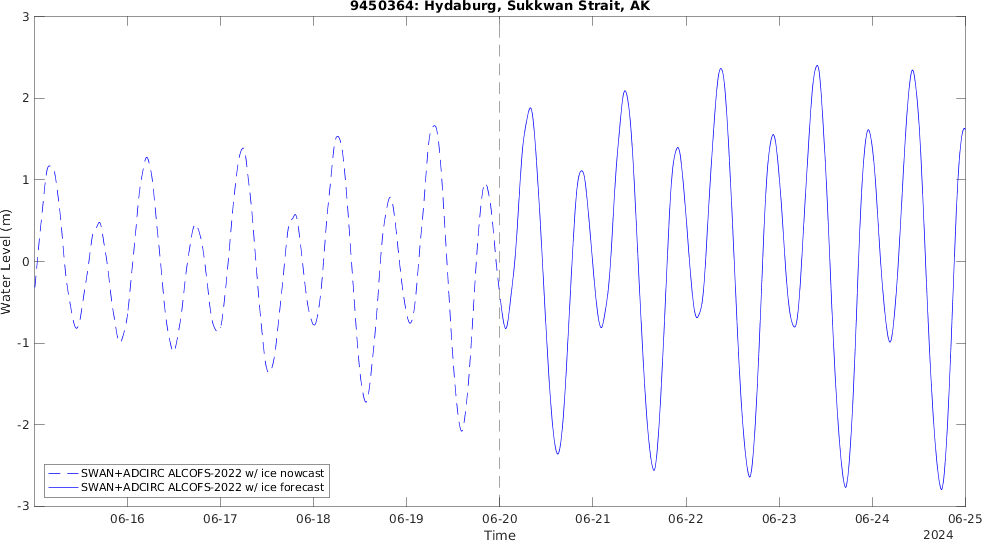 9450364: Hydaburg, Sukkwan Strait, AK
3
2
1
0
-1
-2
-3
Water Level (m)
SWAN+ADCIRC ALCOFS-2022 w/ ice nowcast
SWAN+ADCIRC ALCOFS-2022 w/ ice forecast
06-16 06-17 06-18 06-19 06-20 06-21 06-22 06-23 06-24 06-25
Time
2024